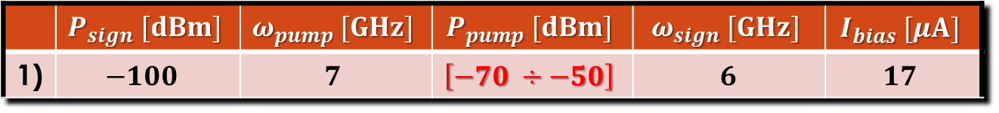 P_sign [dBm] ω_pump [GHz] P_pump [dBm] ω_sign [GHz] I_bias [μA]
1) −100 7 [−70 ÷ −50] 6 17